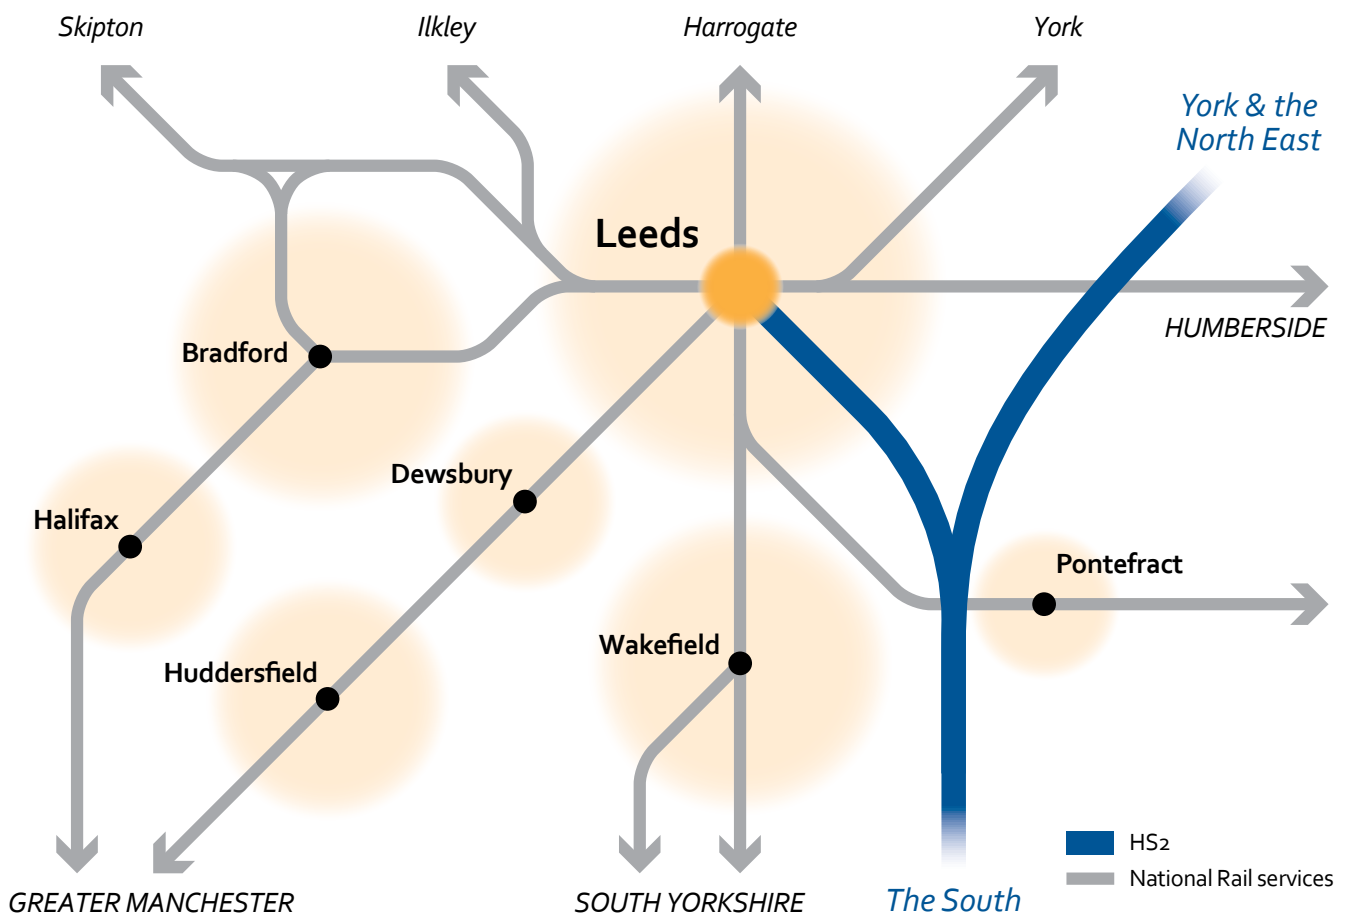 Skipton
Ilkley
Harrogate
York
York & the
North East
Leeds
HUMBERSIDE
Bradford
Dewsbury
Halifax
Pontefract
Wakefield
Huddersfield
HS2
National Rail services
GREATER MANCHESTER
SOUTH YORKSHIRE
The South